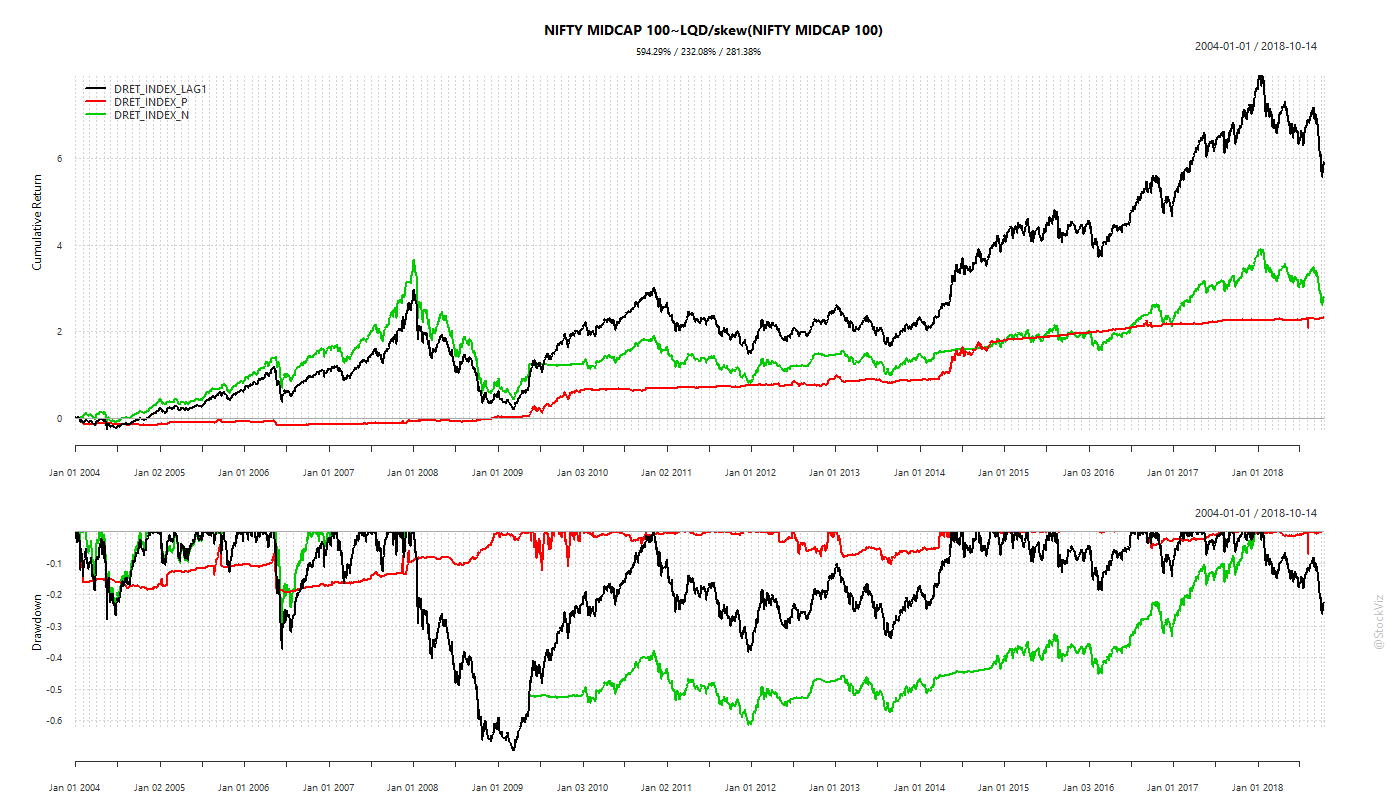 NIFTY MIDCAP 100~LQD/skew(NIFTY MIDCAP 100)
594.29% / 232.08% / 281.38%
2004-01-01 / 2018-10-14
DRET_INDEX_LAG1
DRET_INDEX_P
DRET_INDEX_N
Cumulative Return
6
4
2
0
Jan 01 2004 Jan 02 2005 Jan 01 2006 Jan 01 2007 Jan 01 2008 Jan 01 2009 Jan 03 2010 Jan 02 2011 Jan 01 2012 Jan 01 2013 Jan 01 2014 Jan 01 2015 Jan 03 2016 Jan 01 2017 Jan 01 2018
2004-01-01 / 2018-10-14
Drawdown
-0.1
-0.2
-0.3
-0.4
-0.5
-0.6
Jan 01 2004 Jan 02 2005 Jan 01 2006 Jan 01 2007 Jan 01 2008 Jan 01 2009 Jan 03 2010 Jan 02 2011 Jan 01 2012 Jan 01 2013 Jan 01 2014 Jan 01 2015 Jan 03 2016 Jan 01 2017 Jan 01 2018
@StockViz